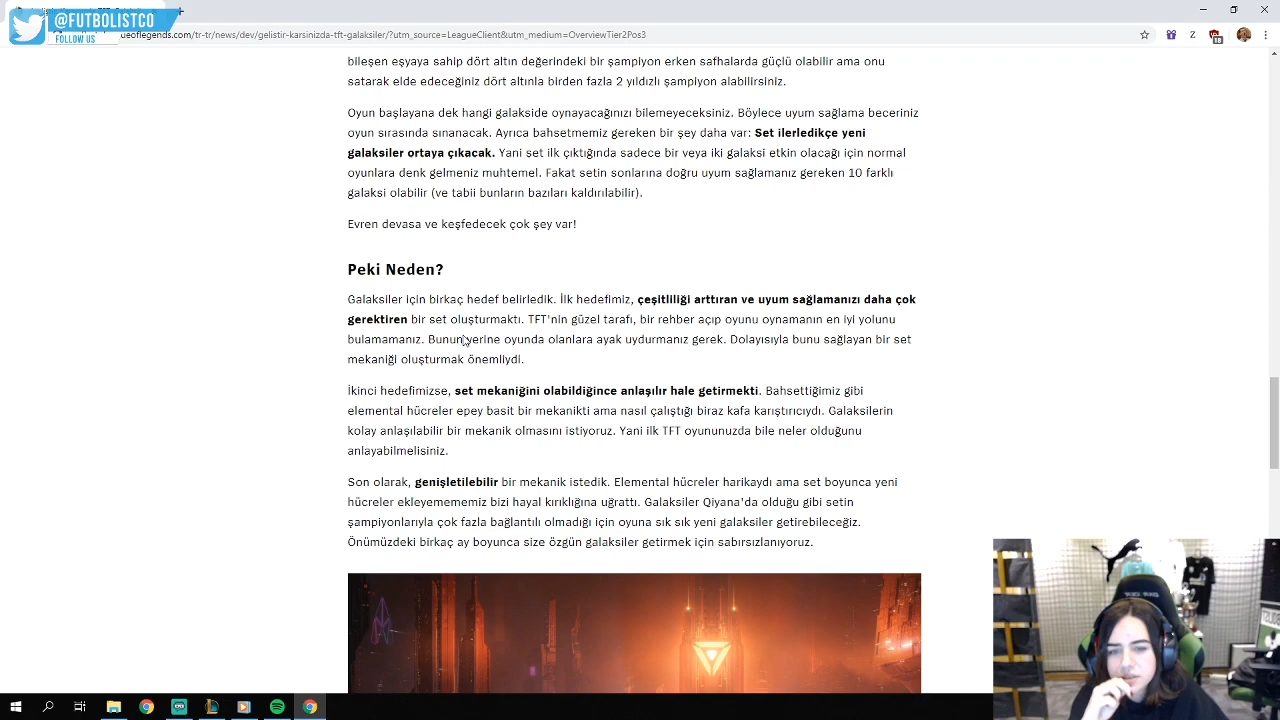 @FUTBOLISTCO
FOLLOW US
ueoflegends.com/tr-tr/news/dev/gelistir-karsinizda-tft-galaksiler/?utm_source=LeagueClient&utm_medium=OverviewTier2Pos3
bileşen eşyaya sahip dört altın değerindeki bir şampiyon erken safhalarda güçlü olabilir ama onu
satarak elde edeceğiniz dört altınla birden fazla 2 yıldızlı şampiyon alabilirsiniz.
Oyun başlayana dek hangi galakside oynayacağınızı bilemeyeceksiniz. Böylece uyum sağlama beceriniz
oyun sırasında sınanacak. Ayrıca bahsetmemiz gereken bir şey daha var: Set ilerledikçe yeni
galaksiler ortaya çıkacak. Yani set ilk çıktığında sadece bir veya iki galaksi etkin olacağı için normal
oyunlara denk gelmeniz muhtemel. Fakat setin sonlarına doğru uyum sağlamanız gereken 10 farklı
galaksi olabilir (ve tabii bunların bazıları kaldırılabilir).
Evren devasa ve keşfedecek çok şey var!
Peki Neden?
Galaksiler için birkaç hedef belirledik. İlk hedefimiz, çeşitliliği arttıran ve uyum sağlamanızı daha çok
gerektiren bir set oluşturmaktı. TFT'nin güzel tarafı, bir rehber açıp oyunu oynamanın en iyi yolunu
bulamamanız. Bunun yerine oyunda olanlara ayak uydurmanız gerek. Dolayısıyla bunu sağlayan bir set
mekaniği oluşturmak önemliydi.
İkinci hedefimizse, set mekaniğini olabildiğince anlaşılır hale getirmekti. Bahsettiğimiz gibi
elemental hücreler epey basit bir mekanikti ama nasıl çalıştığı biraz kafa karıştırıcıydı. Galaksilerin
kolay anlaşılabilir bir mekanik olmasını istiyoruz. Yani ilk TFT oyununuzda bile neler olduğunu
anlayabilmelisiniz.
Son olarak, genişletilebilir bir mekanik istedik. Elemental hücreler harikaydı ama set boyunca yeni
hücreler ekleyemememiz bizi hayal kırıklığına uğrattı. Galaksiler Qiyana'da olduğu gibi setin
şampiyonlarıyla çok fazla bağlantılı olmadığı için oyuna sık sık yeni galaksiler getirebileceğiz.
Önümüzdeki birkaç ay boyunca size özgün galaksiler getirmek için sabırsızlanıyoruz.